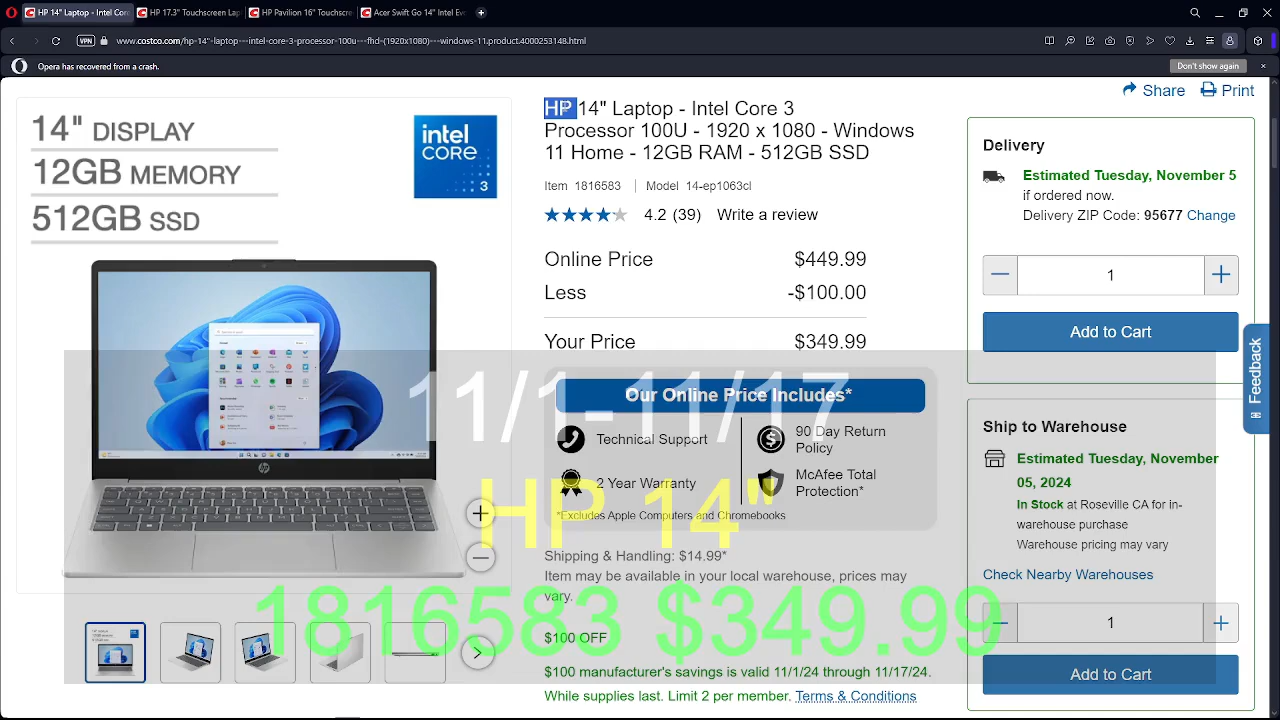 HP 14" Laptop - Intel Core
HP 17.3" Touchscreen Lap
HP Pavilion 16" Touchscre
Acer Swift Go 14" Intel Evo
VPN
www.costco.com/hp-14"-laptop---intel-core-3-processor-100u---fhd-(1920x1080)---windows-11.product.4000253148.html
Opera has recovered from a crash.
Don't show again
Share
Print
14" DISPLAY
12GB MEMORY
512GB SSD
intel
CORE
3
HP 14" Laptop - Intel Core 3
Processor 100U - 1920 x 1080 - Windows
11 Home - 12GB RAM - 512GB SSD
Item 1816583 | Model 14-ep1063cl
4.2 (39) Write a review
Online Price $449.99
Less -$100.00
Your Price $349.99
Our Online Price Includes*
Technical Support
90 Day Return
Policy
2 Year Warranty
McAfee Total
Protection*
*Excludes Apple Computers and Chromebooks
Shipping & Handling: $14.99*
Item may be available in your local warehouse, prices may
vary.
$100 OFF
$100 manufacturer's savings is valid 11/1/24 through 11/17/24.
While supplies last. Limit 2 per member. Terms & Conditions
11/1-11/17
HP 14"
1816583 $349.99
Delivery
Estimated Tuesday, November 5
if ordered now.
Delivery ZIP Code: 95677 Change
1
Add to Cart
Feedback
Ship to Warehouse
Estimated Tuesday, November
05, 2024
In Stock at Roseville CA for in-
warehouse purchase
Warehouse pricing may vary
Check Nearby Warehouses
1
Add to Cart